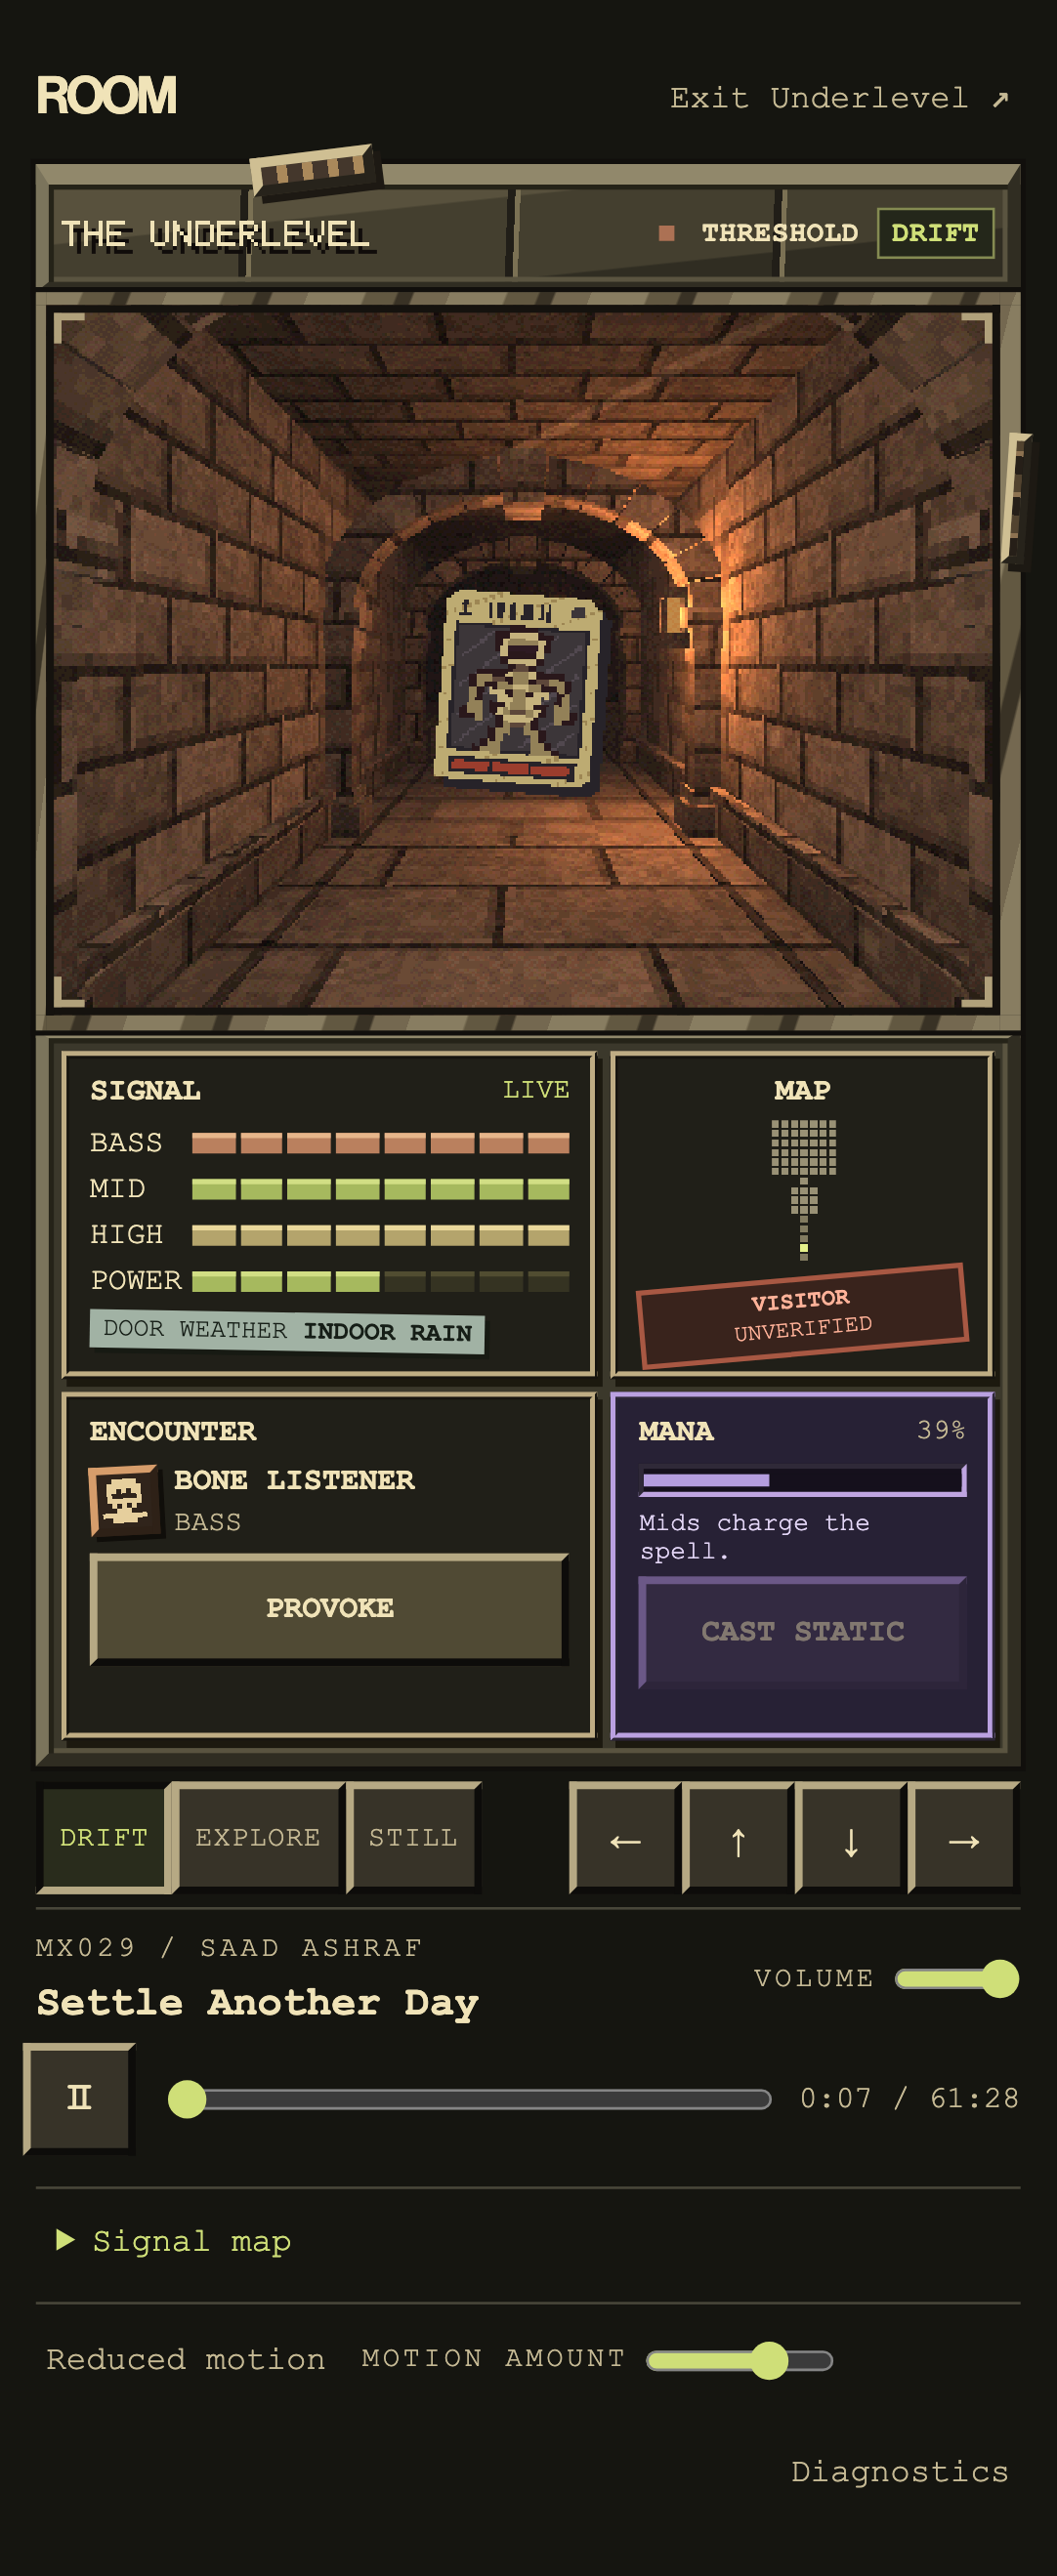 ROOM
Exit Underlevel ↗
THE UNDERLEVEL
THRESHOLD
DRIFT
SIGNAL
LIVE
BASS
MID
HIGH
POWER
DOOR WEATHER INDOOR RAIN
MAP
VISITOR
UNVERIFIED
ENCOUNTER
BONE LISTENER
BASS
PROVOKE
MANA
39%
Mids charge the
spell.
CAST STATIC
DRIFT
EXPLORE
STILL
← ↑ ↓ →
MX029 / SAAD ASHRAF
Settle Another Day
VOLUME
0:07 / 61:28
Signal map
Reduced motion
MOTION AMOUNT
Diagnostics